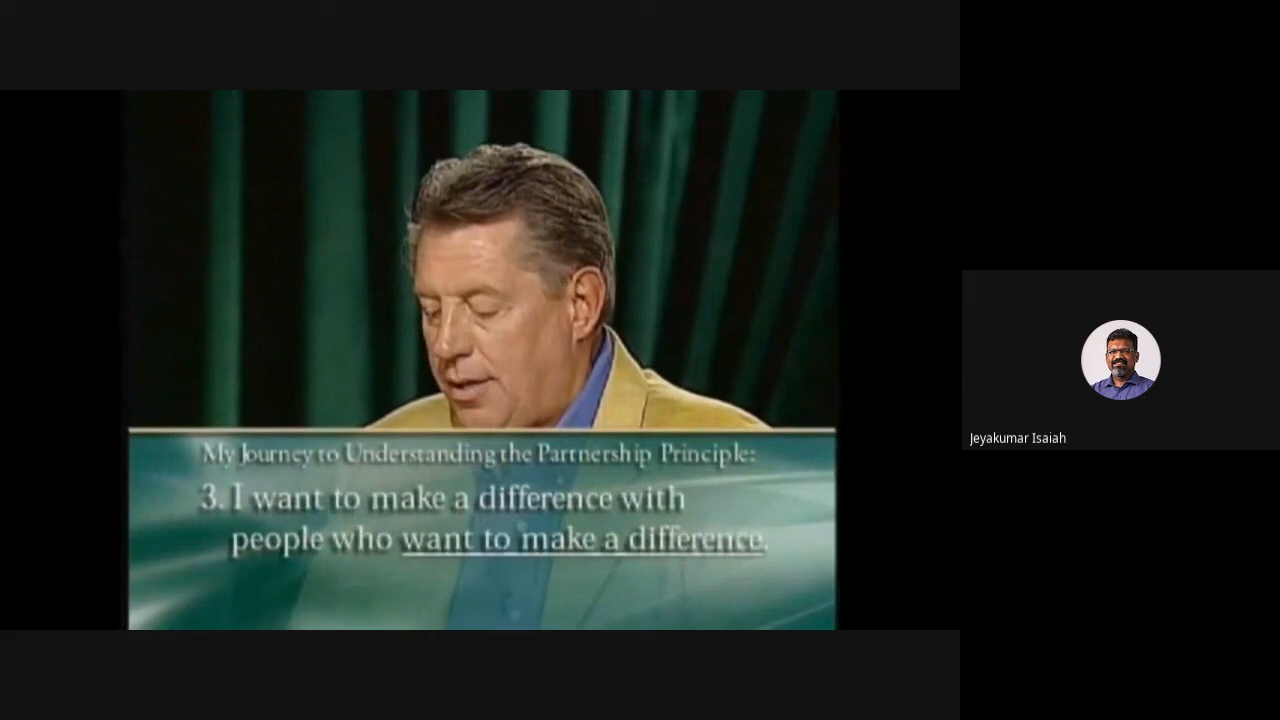 My Journey to Understanding the Partnership Principle:
3. I want to make a difference with
people who want to make a difference.
Jeyakumar Isaiah